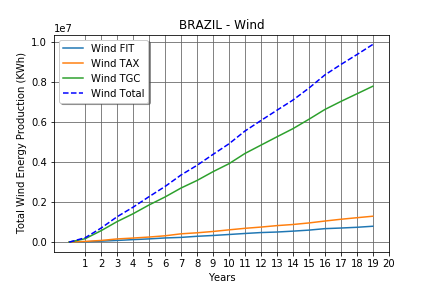 BRAZIL - Wind
1e7
Wind FIT
Wind TAX
Wind TGC
Wind Total
Total Wind Energy Production (KWh)
1.0
0.8
0.6
0.4
0.2
0.0
1 2 3 4 5 6 7 8 9 10 11 12 13 14 15 16 17 18 19 20
Years